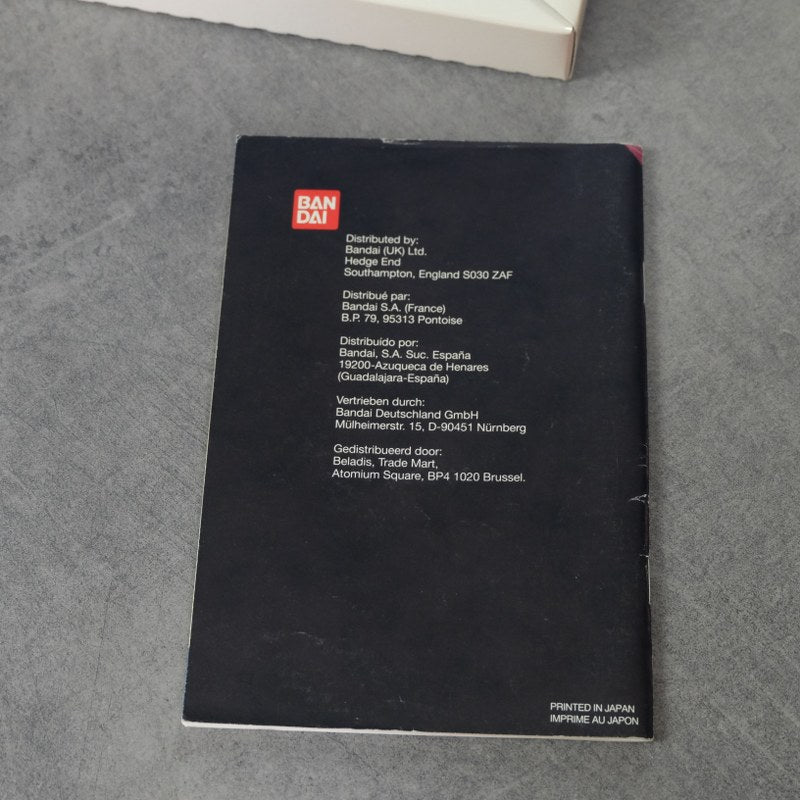 BAN
DAI
Distributed by:
Bandai (UK) Ltd.
Hedge End
Southampton, England S030 ZAF
Distribué par:
Bandai S.A. (France)
B.P. 79, 95313 Pontoise
Distribuído por:
Bandai, S.A. Suc. España
19200-Azuqueca de Henares
(Guadalajara-España)
Vertrieben durch:
Bandai Deutschland GmbH
Mülheimerstr. 15, D-90451 Nürnberg
Gedistribueerd door:
Beladis, Trade Mart,
Atomium Square, BP4 1020 Brussel.
PRINTED IN JAPAN
IMPRIME AU JAPON